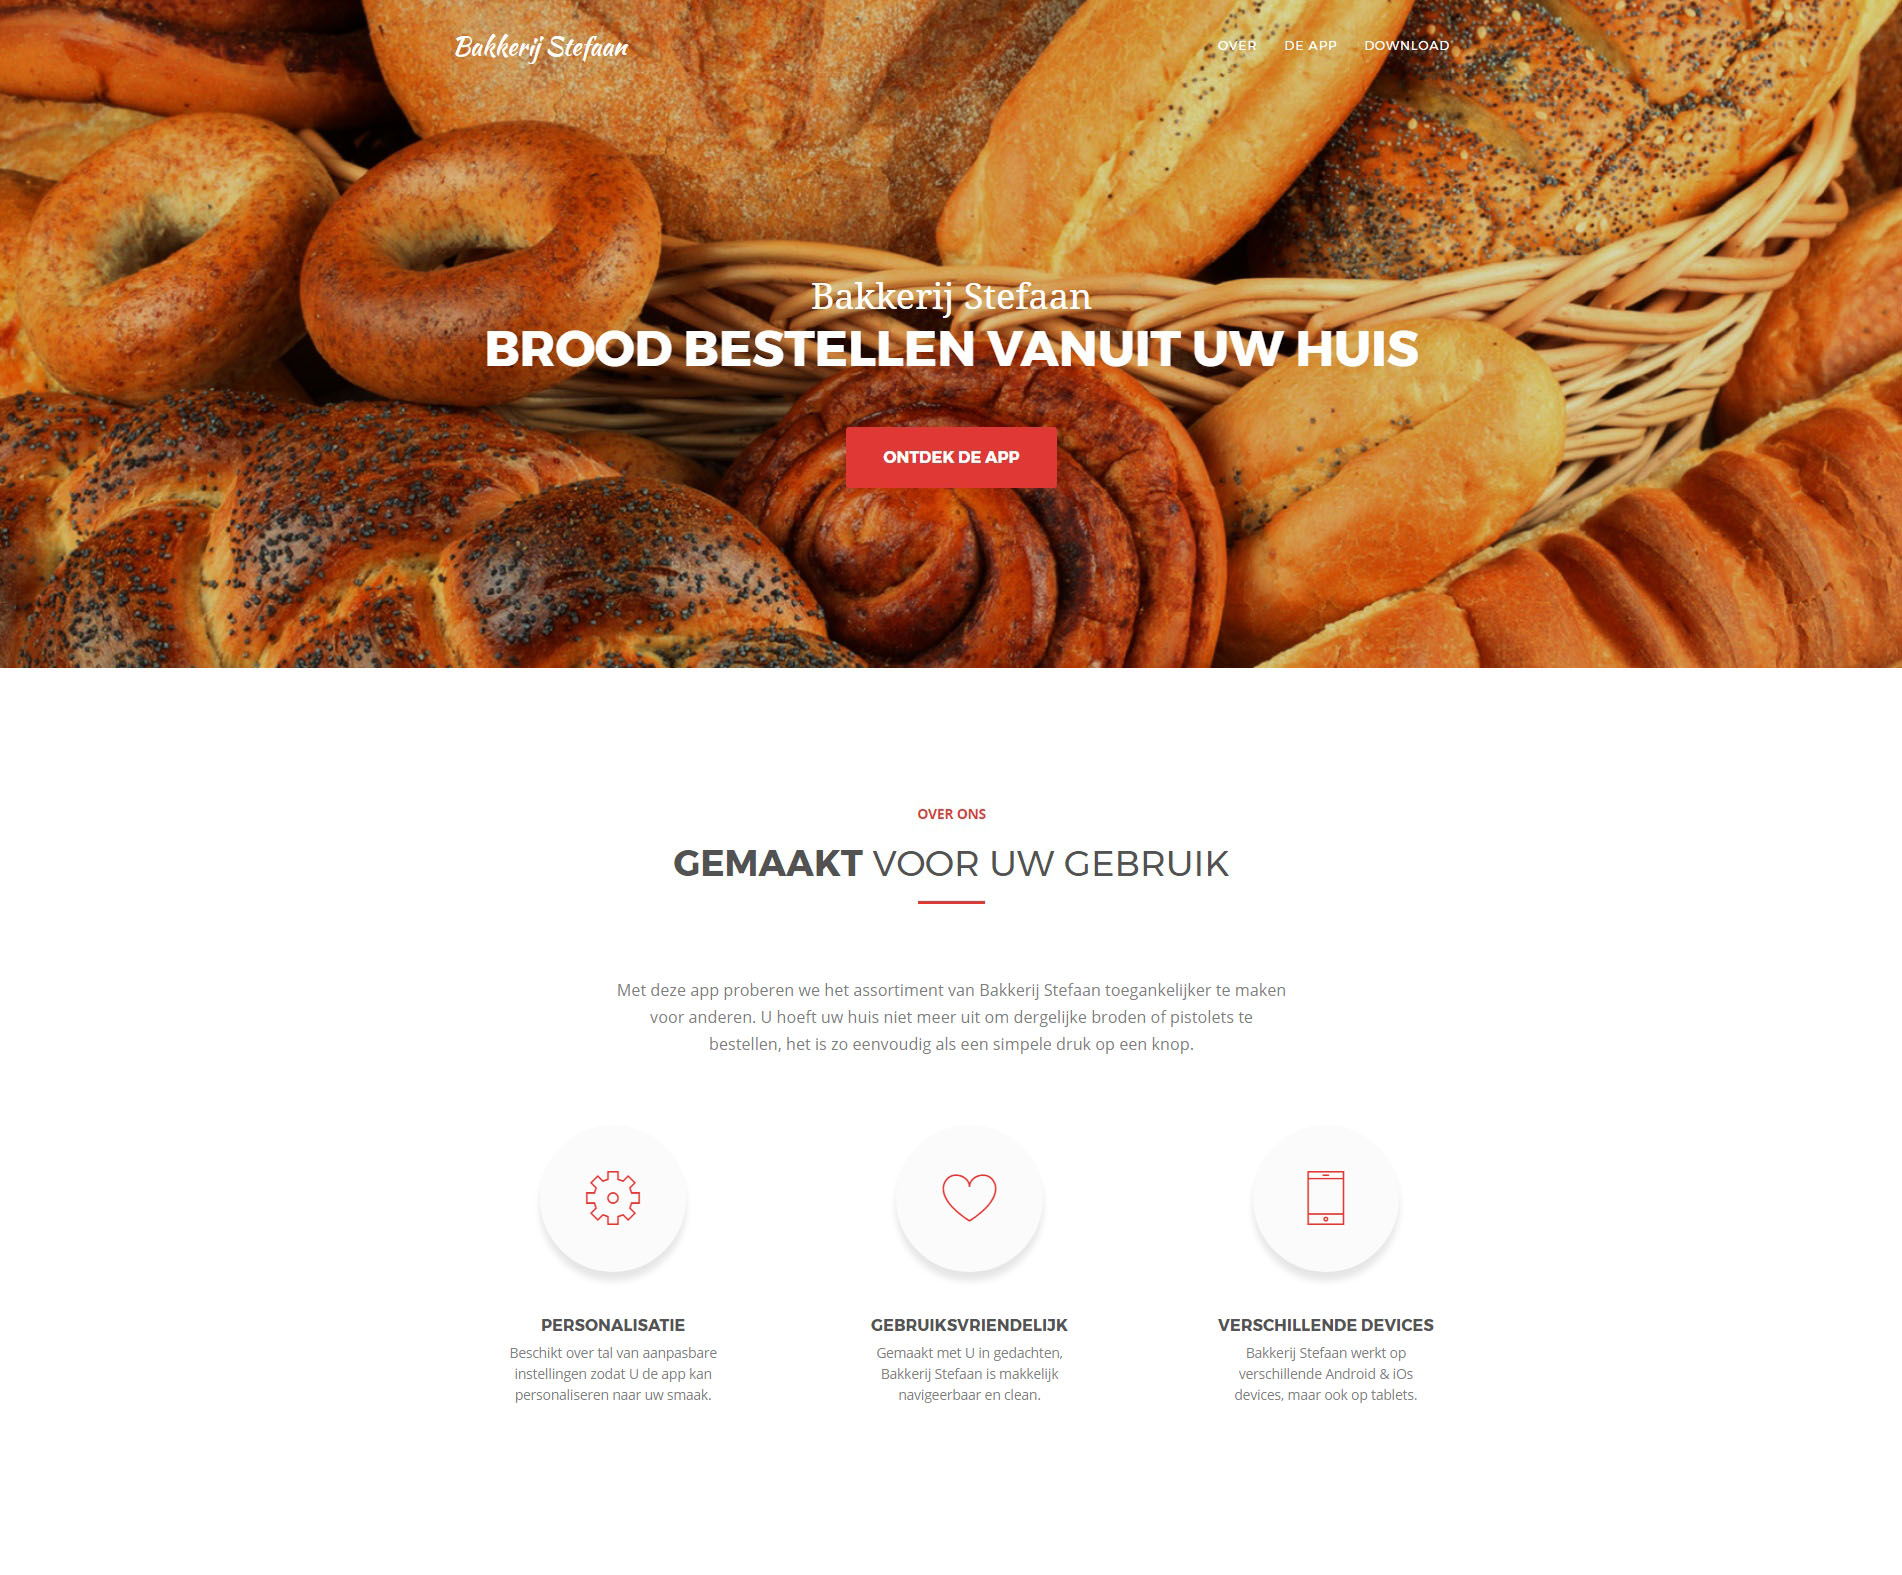 Bakkerij Stefaan
OVER DE APP DOWNLOAD
Bakkerij Stefaan
BROOD BESTELLEN VANUIT UW HUIS
ONTDEK DE APP
OVER ONS
GEMAAKT VOOR UW GEBRUIK
Met deze app proberen we het assortiment van Bakkerij Stefaan toegankelijker te maken
voor anderen. U hoeft uw huis niet meer uit om dergelijke broden of pistolets te
bestellen, het is zo eenvoudig als een simpele druk op een knop.
PERSONALISATIE
Beschikt over tal van aanpasbare
instellingen zodat U de app kan
personaliseren naar uw smaak.
GEBRUIKSVRIENDELIJK
Gemaakt met U in gedachten,
Bakkerij Stefaan is makkelijk
navigeerbaar en clean.
VERSCHILLENDE DEVICES
Bakkerij Stefaan werkt op
verschillende Android & iOs
devices, maar ook op tablets.